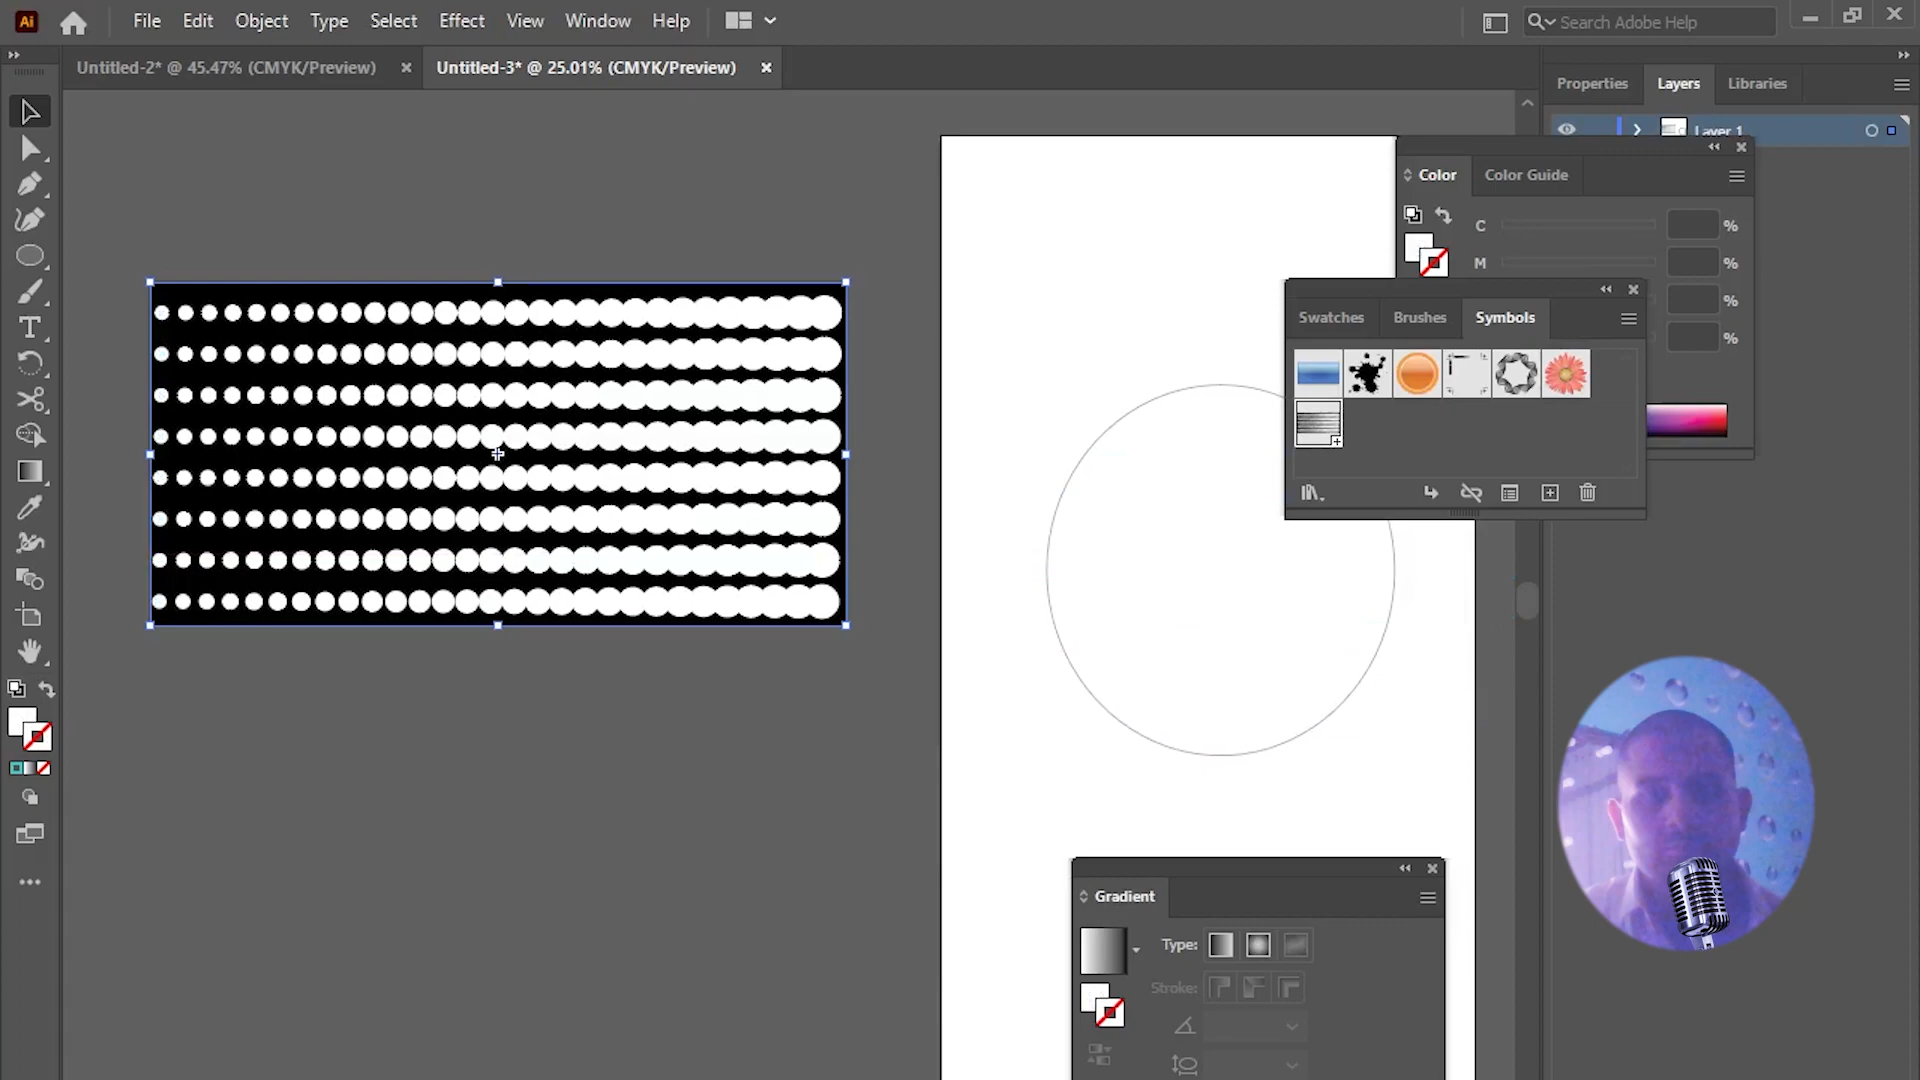 Ai File Edit Object Type Select Effect View Window Help Search Adobe Help
Untitled-2* @ 45.47% (CMYK/Preview) Untitled-3* @ 25.01% (CMYK/Preview)
Properties Layers Libraries
Layer 1
Color Color Guide
C %
M %
%
%
Swatches Brushes Symbols
Gradient
Type:
Stroke: